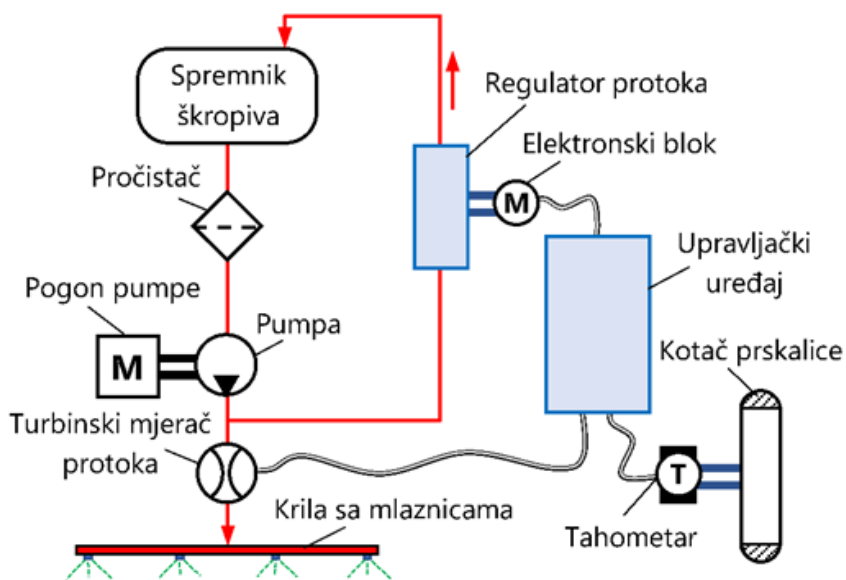 Spremnik
škropiva
Regulator protoka
Elektronski blok
M
Pročistač
Upravljački
uređaj
Pogon pumpe
Pumpa
M
Kotač prskalice
Turbinski mjerač
protoka
T
Krila sa mlaznicama
Tahometar